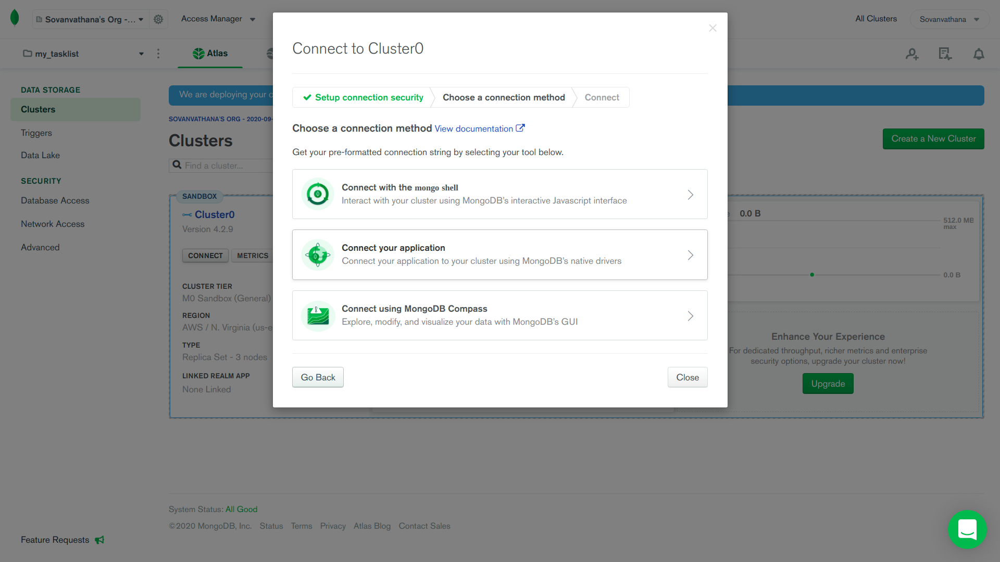 Sovanvathana's Org -...
Access Manager
All Clusters
Sovanvathana
my_tasklist
Atlas
DATA STORAGE
Clusters
Triggers
Data Lake
SECURITY
Database Access
Network Access
Advanced
Feature Requests
We are deploying your
SOVANVATHANA'S ORG - 2020-09-
Clusters
Create a New Cluster
Find a cluster...
SANDBOX
Cluster0
Version 4.2.9
CONNECT
METRICS
CLUSTER TIER
M0 Sandbox (General)
REGION
AWS / N. Virginia (us-e
TYPE
Replica Set - 3 nodes
LINKED REALM APP
None Linked
Connect to Cluster0
Setup connection security
Choose a connection method
Connect
Choose a connection method View documentation
Get your pre-formatted connection string by selecting your tool below.
Connect with the mongo shell
Interact with your cluster using MongoDB's interactive Javascript interface
Connect your application
Connect your application to your cluster using MongoDB's native drivers
Connect using MongoDB Compass
Explore, modify, and visualize your data with MongoDB's GUI
Go Back
Close
0.0 B
512.0 MB
max
0.0 B
Enhance Your Experience
For dedicated throughput, richer metrics and enterprise
security options, upgrade your cluster now!
Upgrade
System Status: All Good
©2020 MongoDB, Inc. Status Terms Privacy Atlas Blog Contact Sales